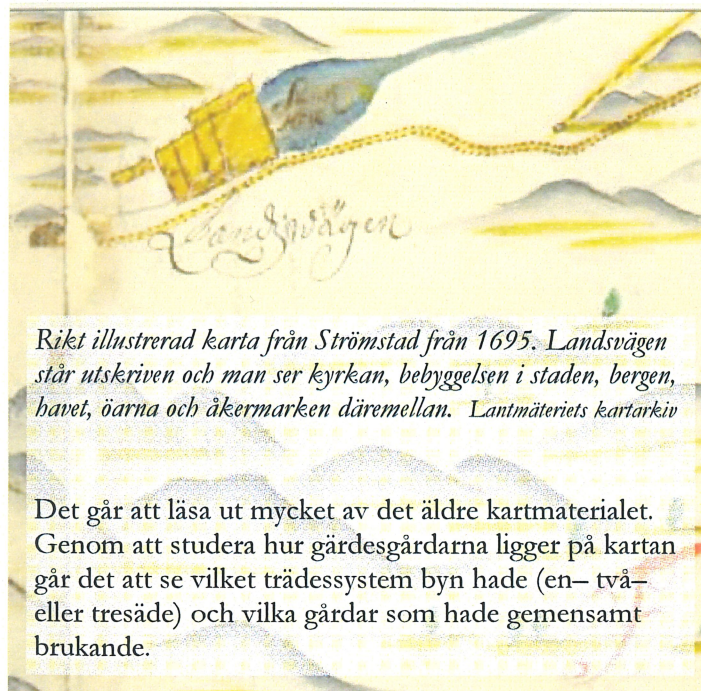 Landsvägen
Rikt illustrerad karta från Strömstad från 1695. Landsvägen
står utskriven och man ser kyrkan, bebyggelsen i staden, bergen,
havet, öarna och åkermarken däremellan. Lantmäteriets kartarkiv
Det går att läsa ut mycket av det äldre kartmaterialet.
Genom att studera hur gärdesgårdarna ligger på kartan
går det att se vilket trädessystem byn hade (en– två–
eller tresäde) och vilka gårdar som hade gemensamt
brukande.